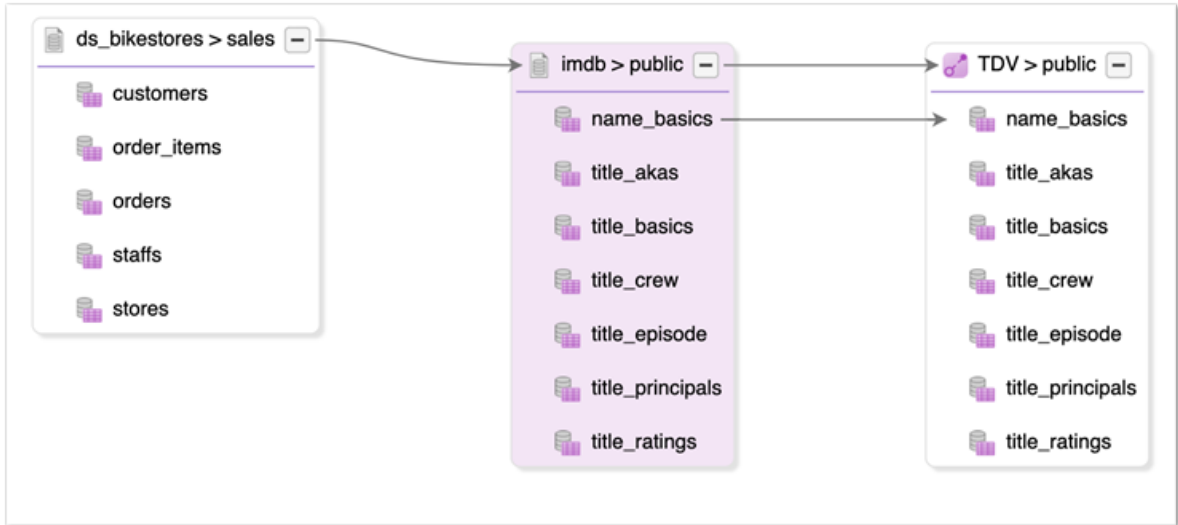 ds_bikestores > sales
customers
order_items
orders
staffs
stores
imdb > public
name_basics
title_akas
title_basics
title_crew
title_episode
title_principals
title_ratings
TDV > public
name_basics
title_akas
title_basics
title_crew
title_episode
title_principals
title_ratings